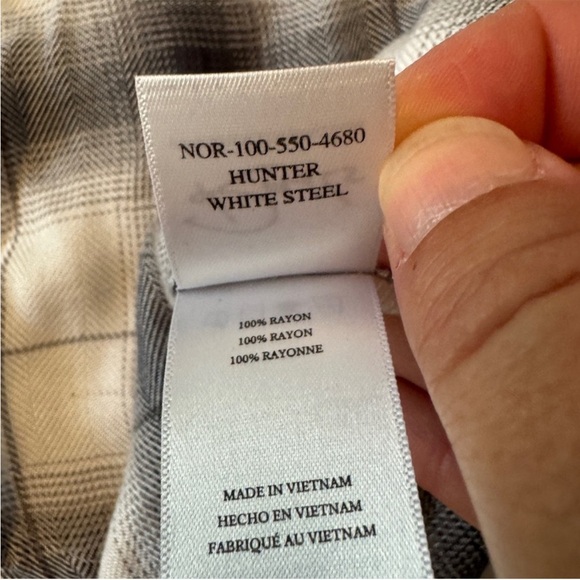 NOR-100-550-4680
HUNTER
WHITE STEEL
100% RAYON
100% RAYON
100% RAYONNE
MADE IN VIETNAM
HECHO EN VIETNAM
FABRIQUÉ AU VIETNAM